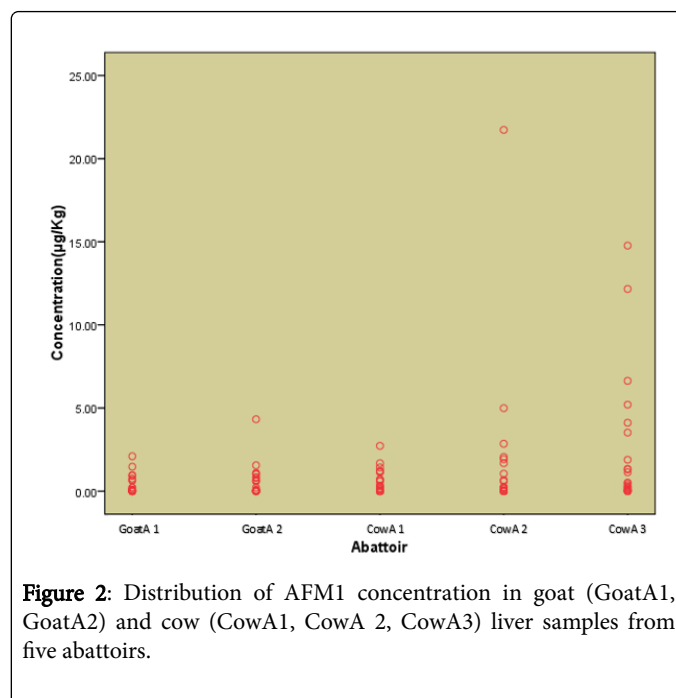 25.00
20.00
15.00
10.00
5.00
0.00
Concentration(µg/Kg)
GoatA 1 GoatA 2 CowA 1 CowA 2 CowA 3
Abattoir
Figure 2: Distribution of AFM1 concentration in goat (GoatA1,
GoatA2) and cow (CowA1, CowA 2, CowA3) liver samples from
five abattoirs.